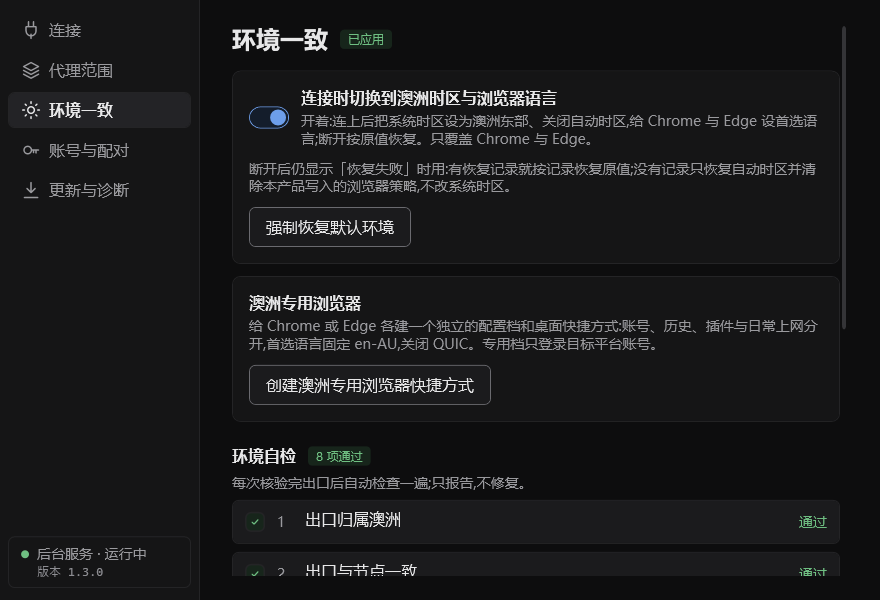 连接
代理范围
环境一致
账号与配对
更新与诊断
后台服务 · 运行中
版本 1.3.0
环境一致
已应用
连接时切换到澳洲时区与浏览器语言
开着:连上后把系统时区设为澳洲东部、关闭自动时区,给 Chrome 与 Edge 设首选语
言;断开按原值恢复。只覆盖 Chrome 与 Edge。
断开后仍显示「恢复失败」时用:有恢复记录就按记录恢复原值;没有记录只恢复自动时区并清
除本产品写入的浏览器策略,不改系统时区。
强制恢复默认环境
澳洲专用浏览器
给 Chrome 或 Edge 各建一个独立的配置档和桌面快捷方式:账号、历史、插件与日常上网分
开,首选语言固定 en-AU,关闭 QUIC。专用档只登录目标平台账号。
创建澳洲专用浏览器快捷方式
环境自检
8 项通过
每次核验完出口后自动检查一遍;只报告,不修复。
1 出口归属澳洲 通过
2 出口与节点一致 通过